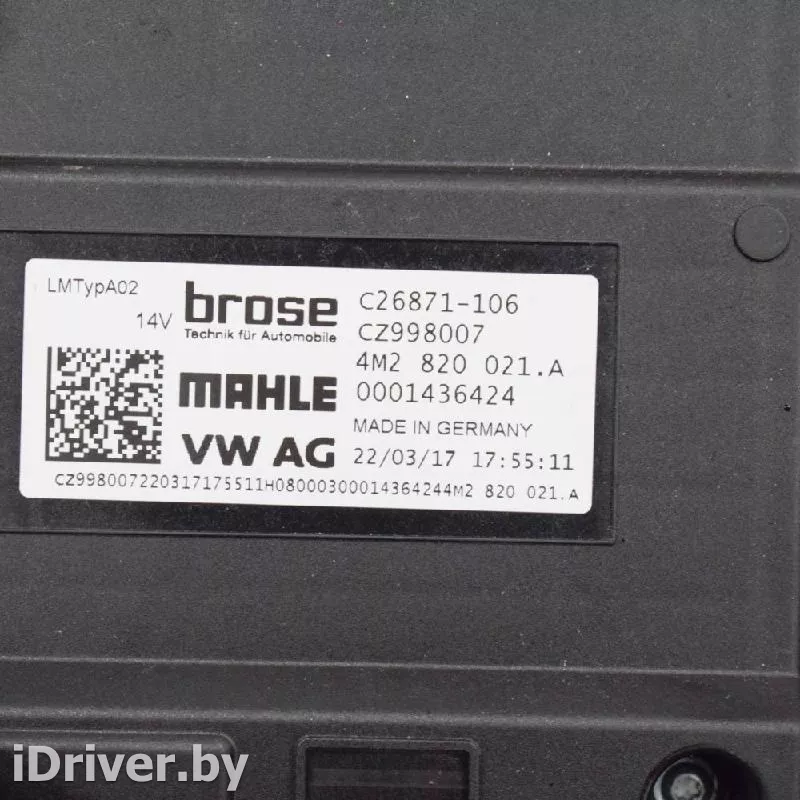 LMTypA02
14V
brose
Technik für Automobile
C26871-106
CZ998007
4M2 820 021.A
MAHLE
0001436424
MADE IN GERMANY
VW AG
22/03/17 17:55:11
CZ998007220317175511H08000300014364244M2 820 021.A
iDriver.by